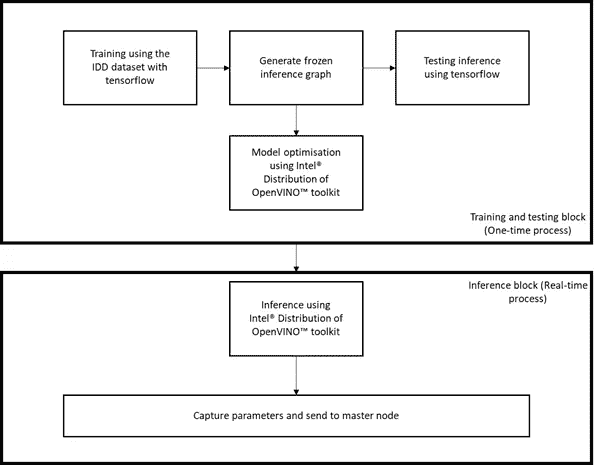 Training using the
IDD dataset with
tensorflow
Generate frozen
inference graph
Testing inference
using tensorflow
Model optimisation
using Intel®
Distribution of
OpenVINO™ toolkit
Training and testing block
(One-time process)
Inference block (Real-time
process)
Inference using
Intel® Distribution of
OpenVINO™ toolkit
Capture parameters and send to master node